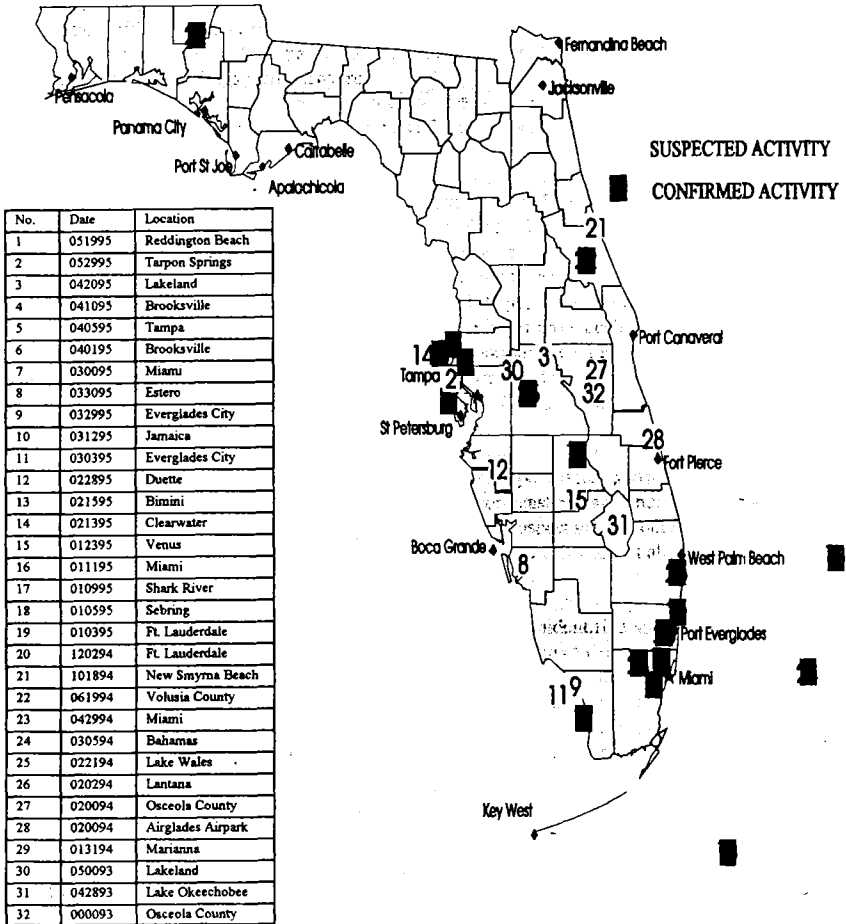 Fernandina Beach
Pensacola
Jacksonville
Panama City
Carrabelle
Port St Joe
Apalachicola
SUSPECTED ACTIVITY
CONFIRMED ACTIVITY
No. Date Location
1 051995 Reddington Beach
2 052995 Tarpon Springs
3 042095 Lakeland
4 041095 Brooksville
5 040595 Tampa
6 040195 Brooksville
7 030095 Miami
8 033095 Estero
9 032995 Everglades City
10 031295 Jamaica
11 030395 Everglades City
12 022895 Duette
13 021595 Bimini
14 021395 Clearwater
15 012395 Venus
16 011195 Miami
17 010995 Shark River
18 010595 Sebring
19 010395 Ft. Lauderdale
20 120294 Ft. Lauderdale
21 101894 New Smyrna Beach
22 061994 Volusia County
23 042994 Miami
24 030594 Bahamas
25 022194 Lake Wales
26 020294 Lantana
27 020094 Osceola County
28 020094 Airglades Airpark
29 013194 Marianna
30 050093 Lakeland
31 042893 Lake Okeechobee
32 000093 Osceola County
21
Port Canaveral
14
Tampa
2
30
3
27
32
St Petersburg
28
Fort Pierce
12
15
31
Boca Grande
8
West Palm Beach
Port Everglades
Miami
11
9
Key West